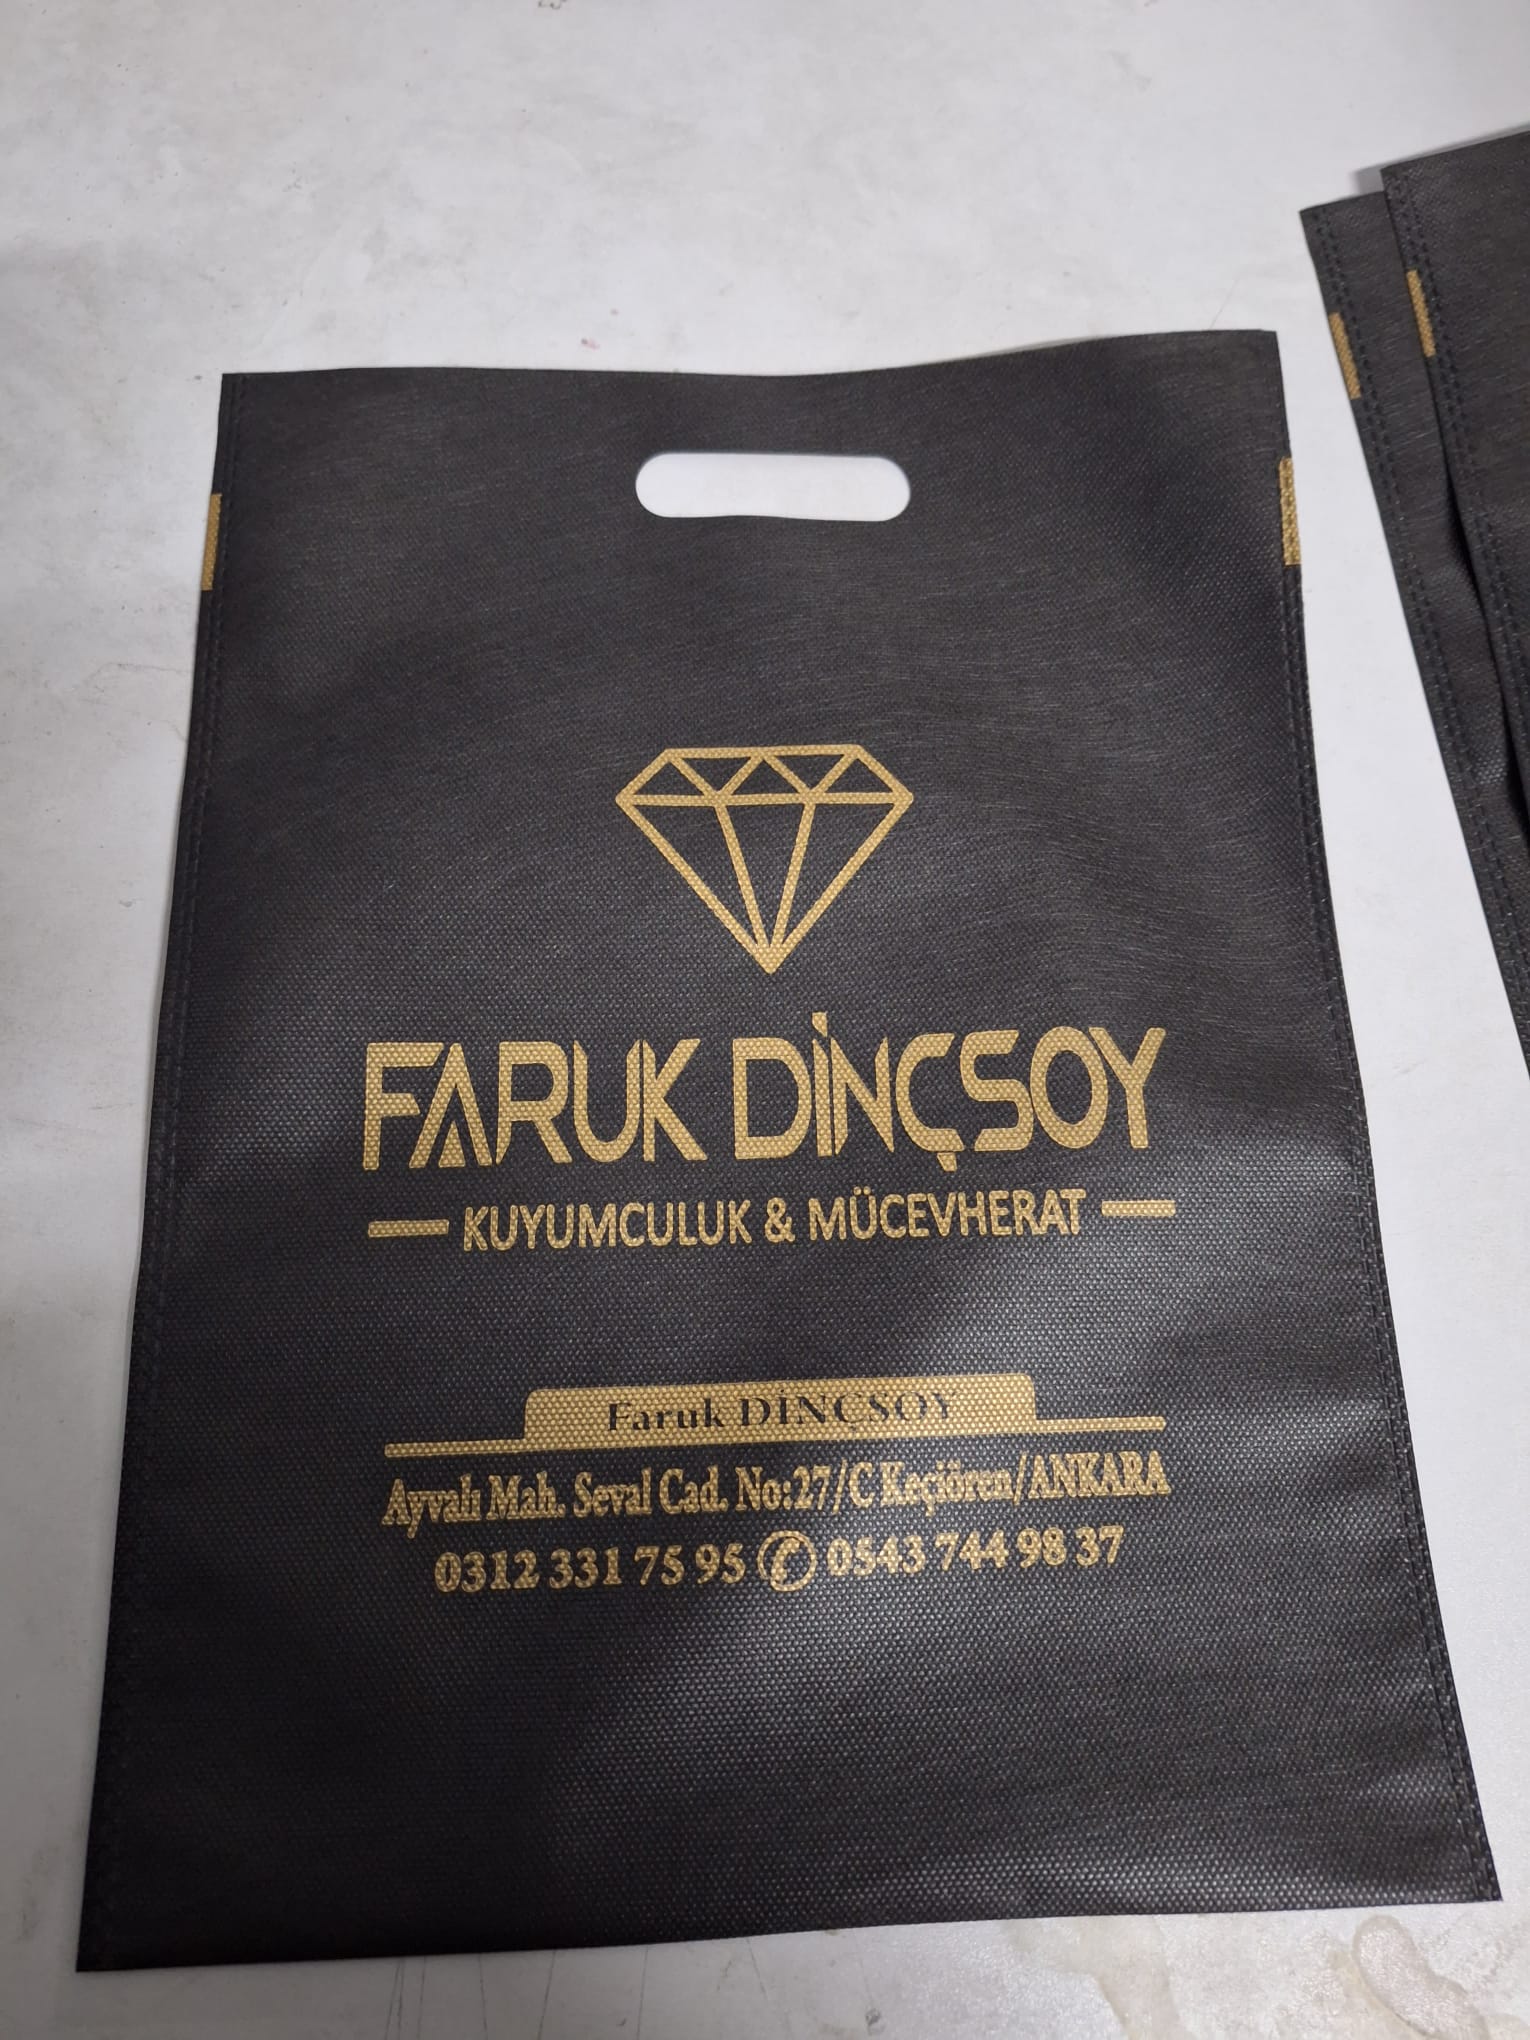 FARUK DİNÇSOY
KUYUMCULUK & MÜCEVHERAT
Faruk DİNÇSOY
Ayvalı Mah. Seval Cad. No:27/C Keçiören/ANKARA
0312 331 75 95 0543 744 98 37